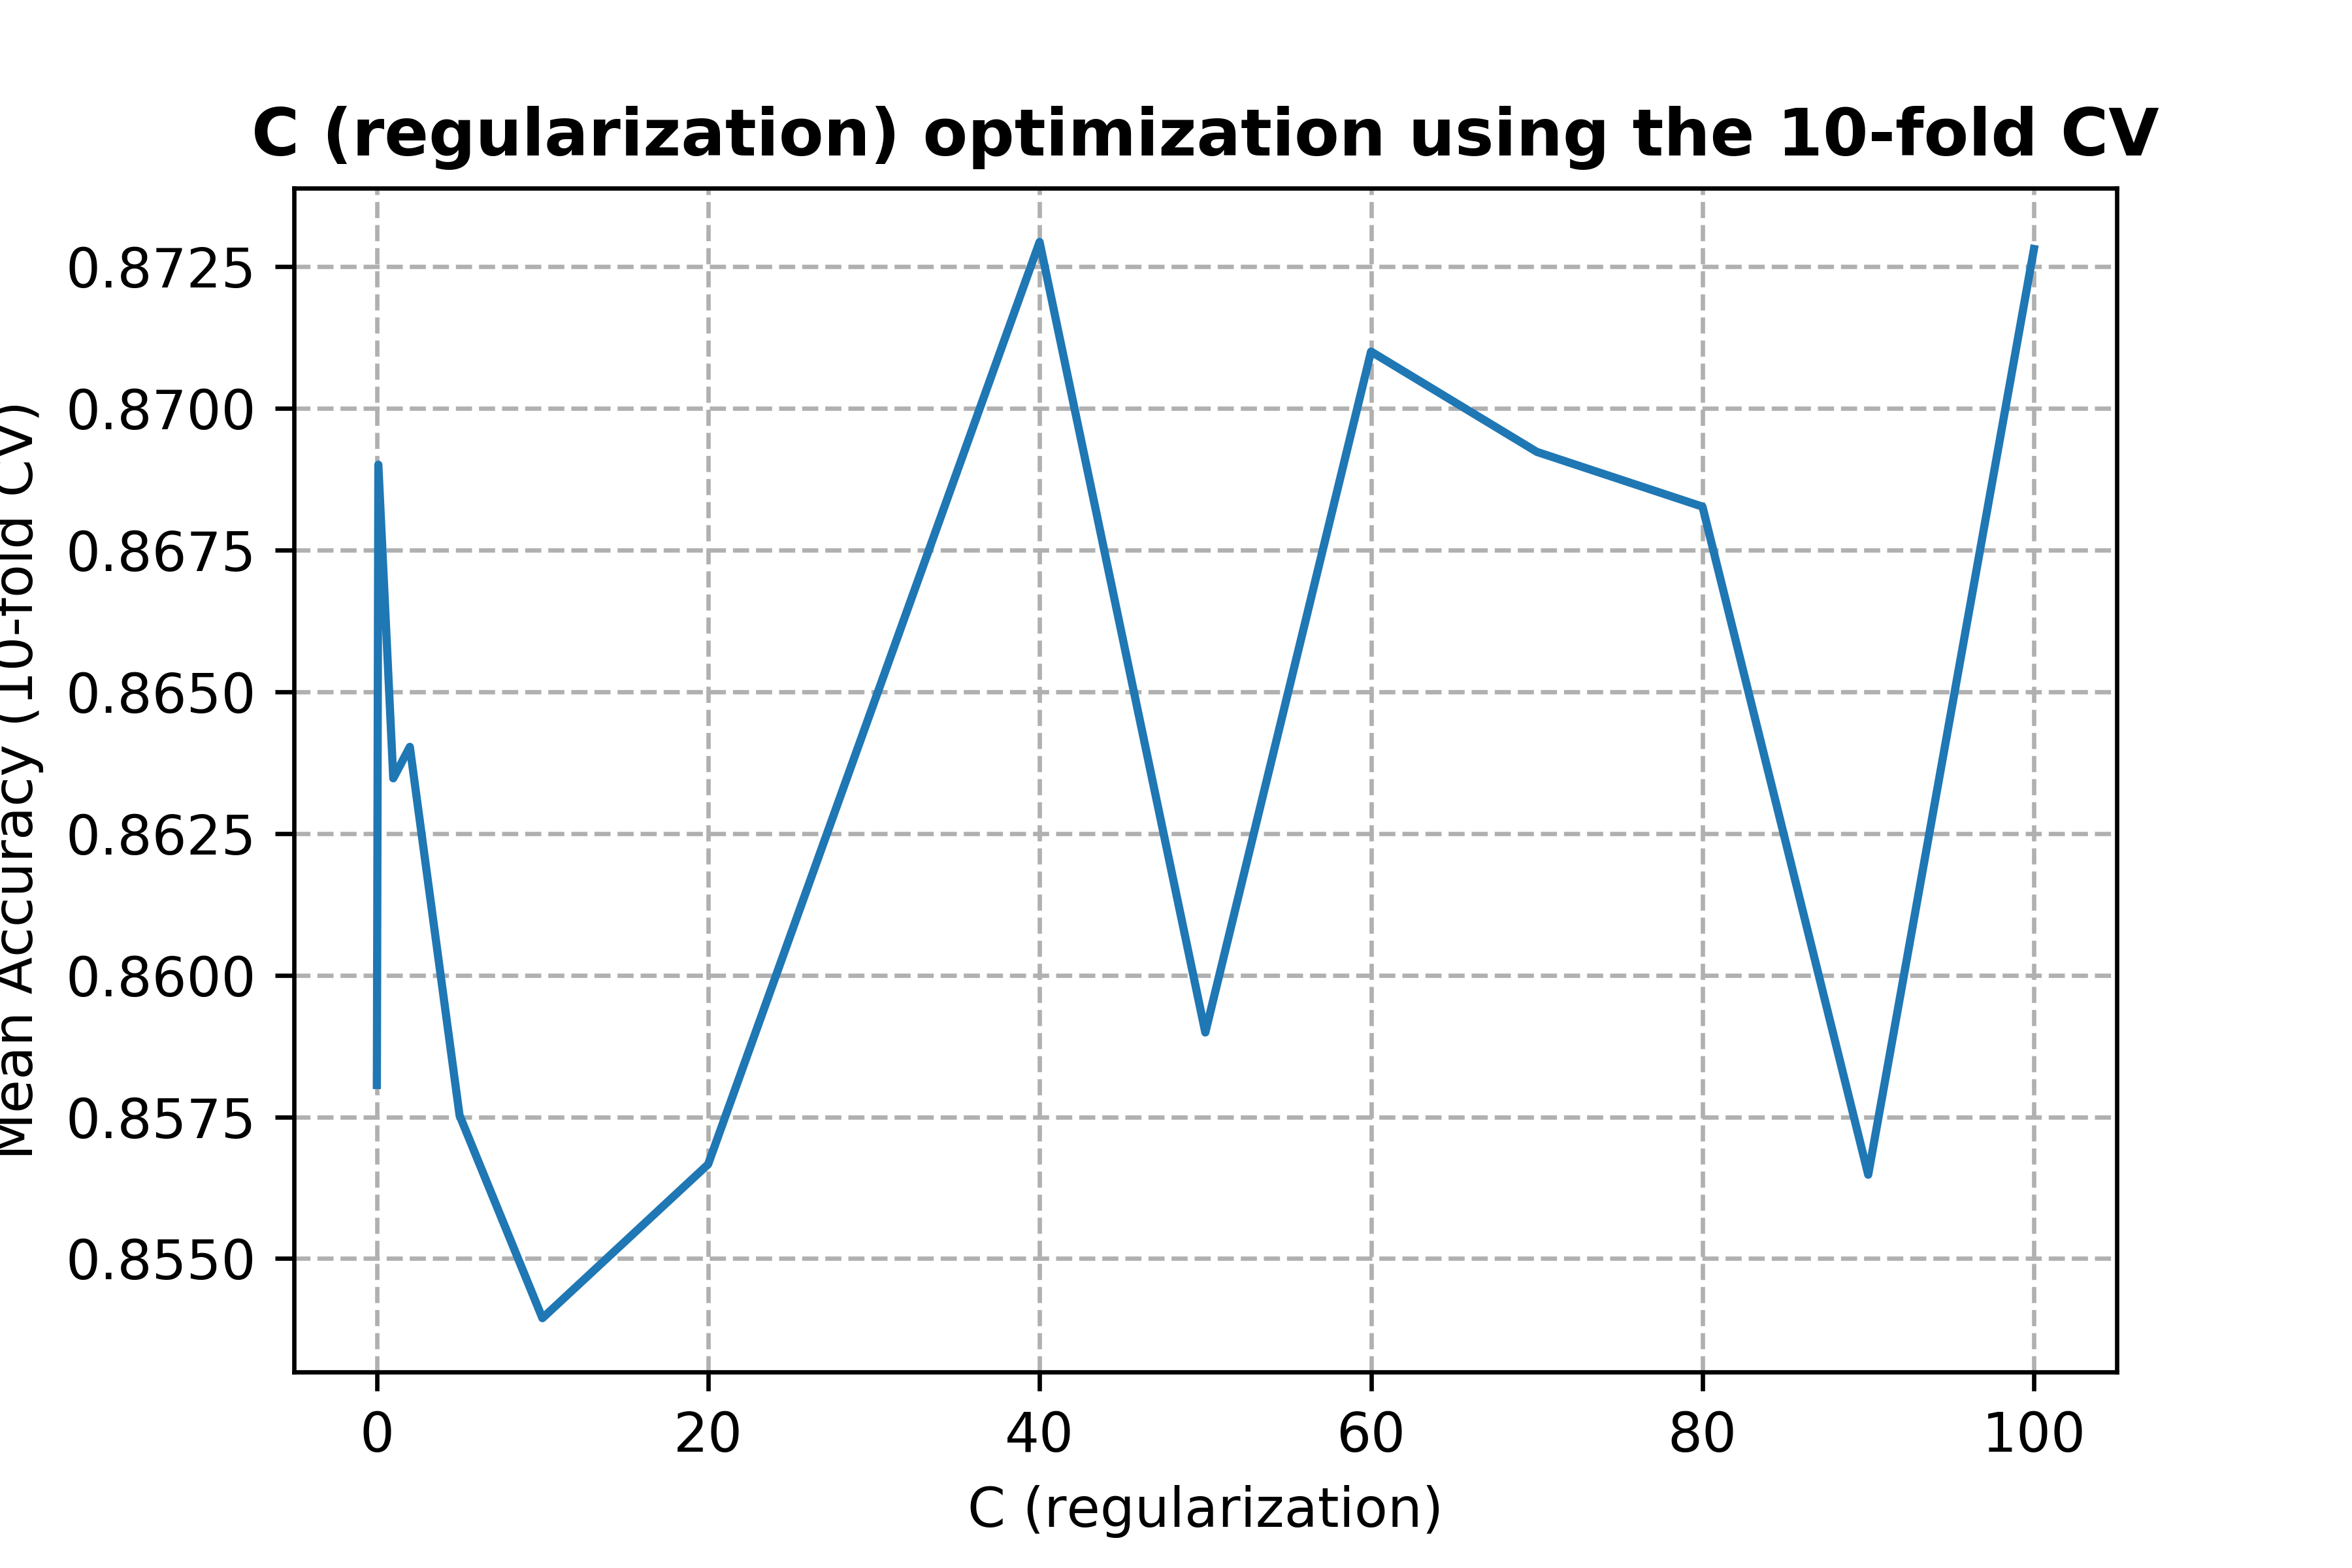 C (regularization) optimization using the 10-fold CV
Mean Accuracy (10-fold CV)
0.8725
0.8700
0.8675
0.8650
0.8625
0.8600
0.8575
0.8550
0 20 40 60 80 100
C (regularization)